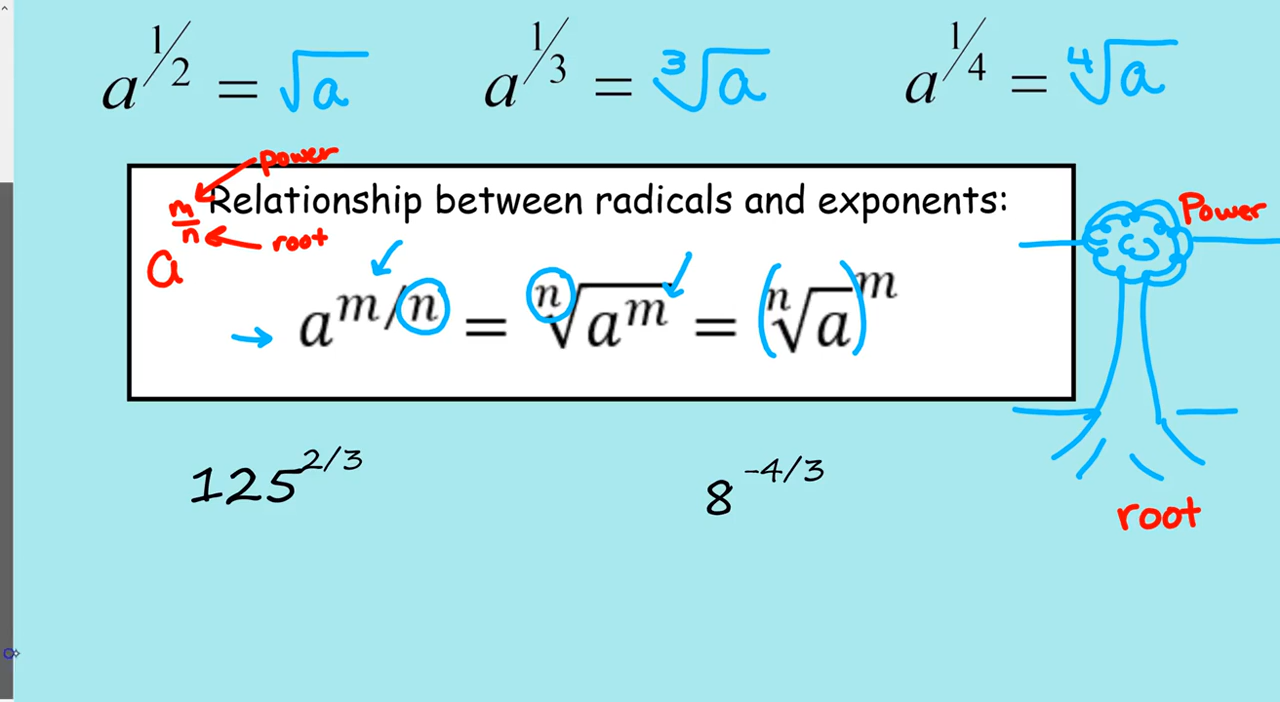 a^{1/2} = √a
a^{1/3} = ∛a
a^{1/4} = ∜a
power
Relationship between radicals and exponents:
a^{m/n}
root
a^{m/n} = ⁿ√(a^m) = (ⁿ√a)^m
Power
root
125^{2/3}
8^{-4/3}